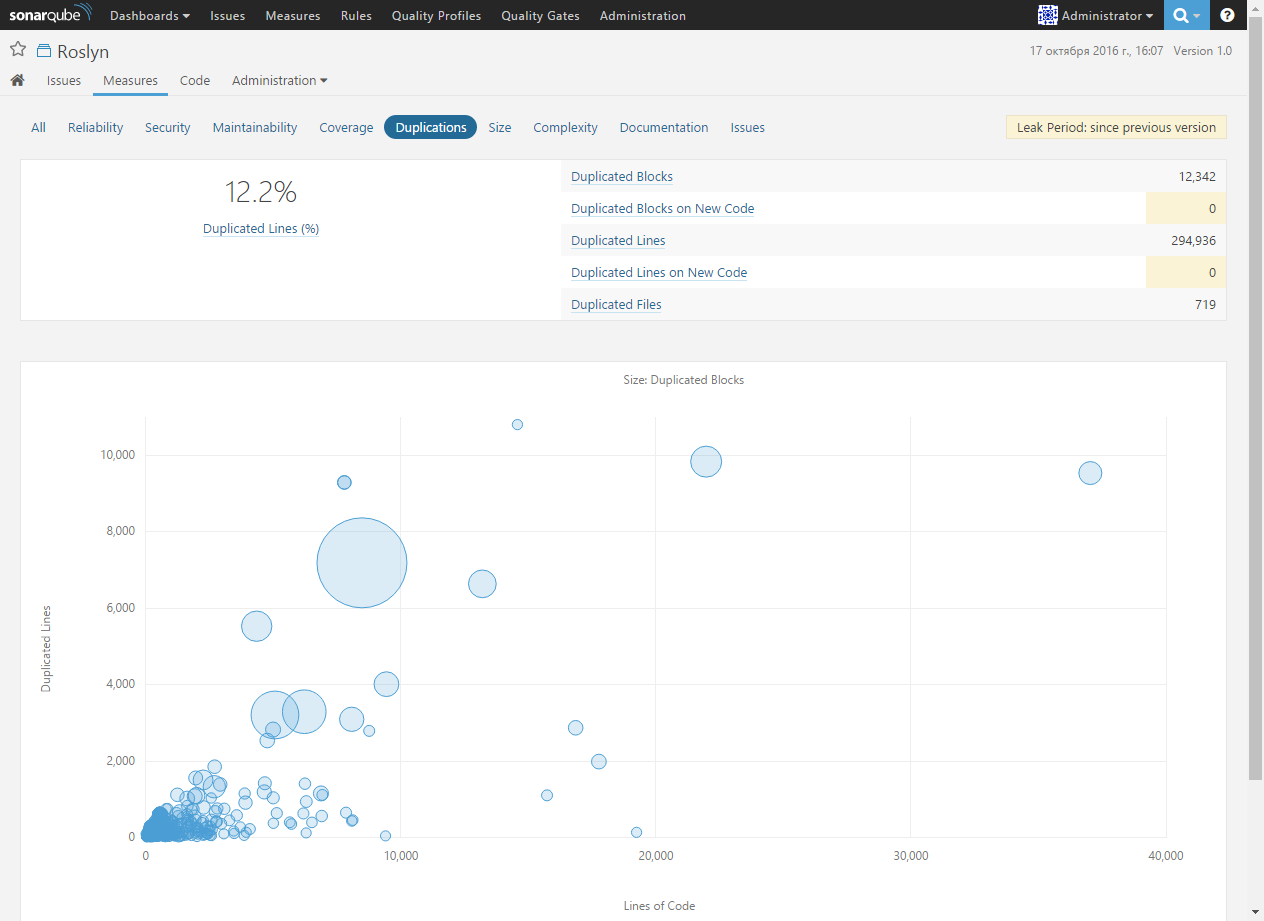 sonarqube Dashboards Issues Measures Rules Quality Profiles Quality Gates Administration Administrator
Roslyn
17 октября 2016 г., 16:07 Version 1.0
Issues Measures Code Administration
All Reliability Security Maintainability Coverage Duplications Size Complexity Documentation Issues
Leak Period: since previous version
12.2%
Duplicated Lines (%)
Duplicated Blocks 12,342
Duplicated Blocks on New Code 0
Duplicated Lines 294,936
Duplicated Lines on New Code 0
Duplicated Files 719
Size: Duplicated Blocks
10,000
8,000
6,000
4,000
2,000
0
Duplicated Lines
0 10,000 20,000 30,000 40,000
Lines of Code